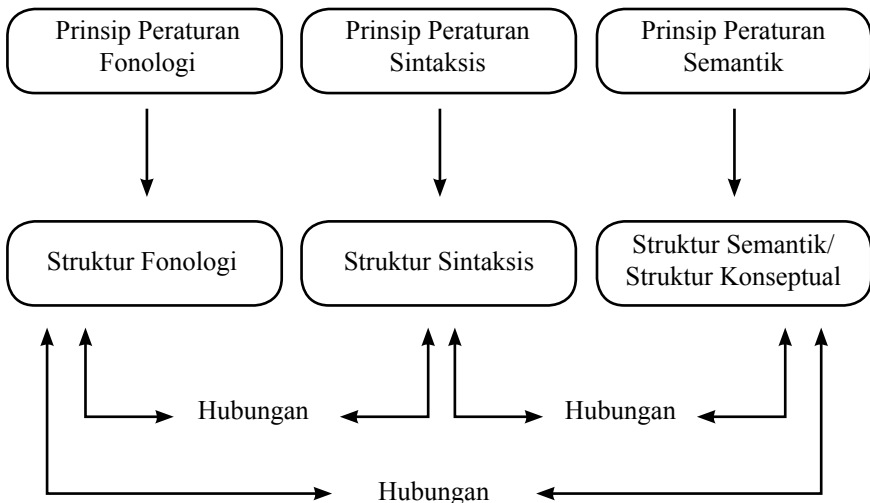 Prinsip Peraturan
Fonologi
Prinsip Peraturan
Sintaksis
Prinsip Peraturan
Semantik
Struktur Fonologi
Struktur Sintaksis
Struktur Semantik/
Struktur Konseptual
Hubungan
Hubungan
Hubungan